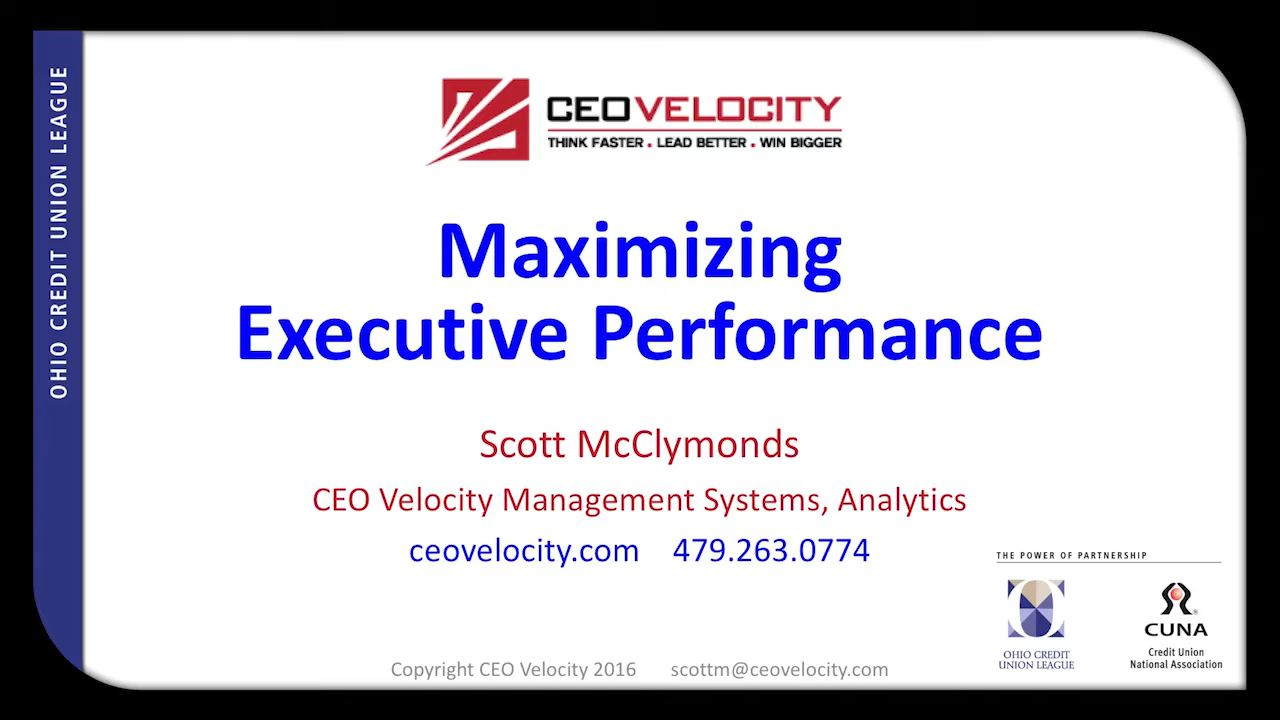 OHIO CREDIT UNION LEAGUE
CEOVELOCITY
THINK FASTER . LEAD BETTER . WIN BIGGER
Maximizing
Executive Performance
Scott McClymonds
CEO Velocity Management Systems, Analytics
ceovelocity.com 479.263.0774
THE POWER OF PARTNERSHIP
OHIO CREDIT
UNION LEAGUE
CUNA
Credit Union
National Association
Copyright CEO Velocity 2016 scottm@ceovelocity.com